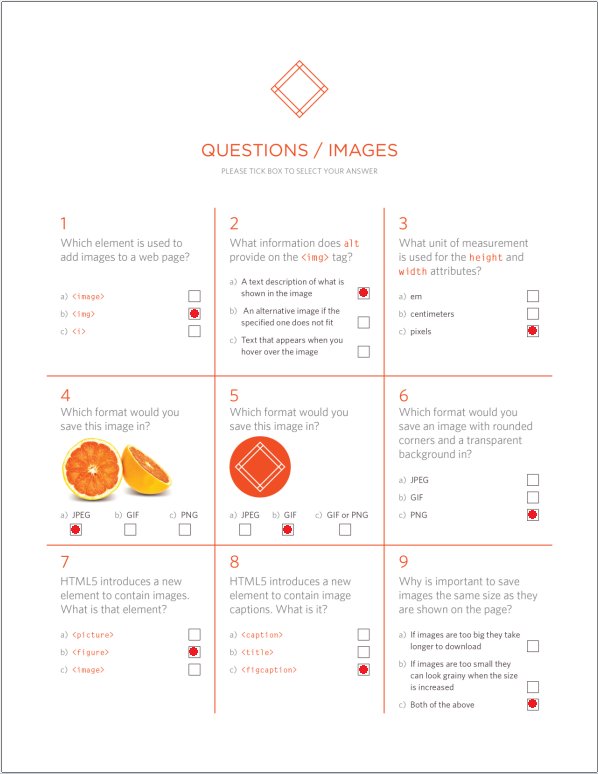 QUESTIONS / IMAGES
PLEASE TICK BOX TO SELECT YOUR ANSWER
1
Which element is used to
add images to a web page?
a) <image>
b) <img>
c) <i>
2
What information does alt
provide on the <img> tag?
a) A text description of what is
shown in the image
b) An alternative image if the
specified one does not fit
c) Text that appears when you
hover over the image
3
What unit of measurement
is used for the height and
width attributes?
a) em
b) centimeters
c) pixels
4
Which format would you
save this image in?
a) JPEG b) GIF c) PNG
5
Which format would you
save this image in?
a) JPEG b) GIF c) GIF or PNG
6
Which format would you
save an image with rounded
corners and a transparent
background in?
a) JPEG
b) GIF
c) PNG
7
HTML5 introduces a new
element to contain images.
What is that element?
a) <picture>
b) <figure>
c) <image>
8
HTML5 introduces a new
element to contain image
captions. What is it?
a) <caption>
b) <title>
c) <figcaption>
9
Why is important to save
images the same size as they
are shown on the page?
a) If images are too big they take
longer to download
b) If images are too small they
can look grainy when the size
is increased
c) Both of the above